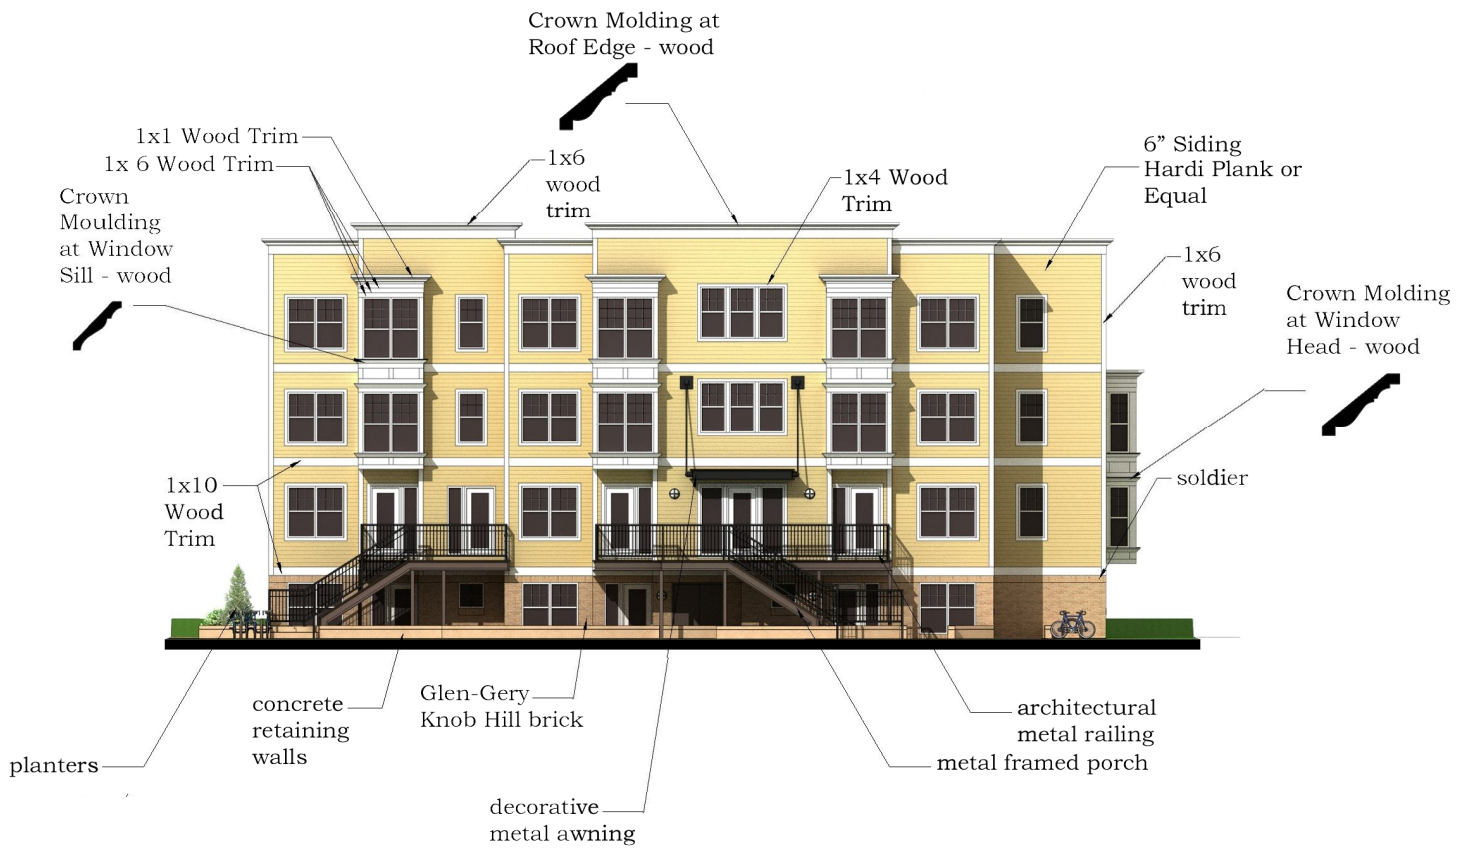 Crown Molding at
Roof Edge - wood
1x1 Wood Trim
1x 6 Wood Trim
Crown
Moulding
at Window
Sill - wood
1x6
wood
trim
1x4 Wood
Trim
6” Siding
Hardi Plank or
Equal
1x6
wood
trim
Crown Molding
at Window
Head - wood
1x10
Wood
Trim
soldier
concrete
retaining
walls
Glen-Gery
Knob Hill brick
architectural
metal railing
metal framed porch
planters
decorative
metal awning